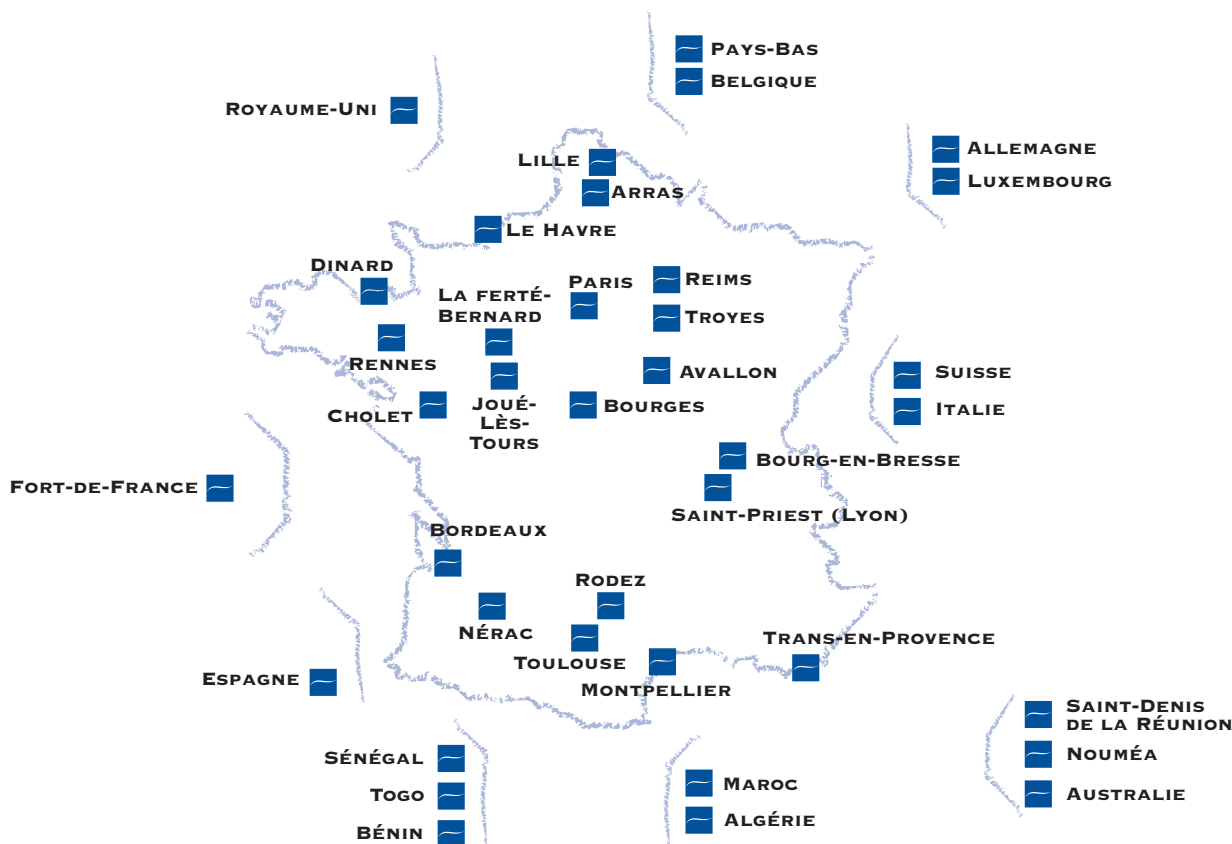 PAYS-BAS
BELGIQUE
ROYAUME-UNI
ALLEMAGNE
LUXEMBOURG
LILLE
ARRAS
LE HAVRE
DINARD
LA FERTÉ-
BERNARD
PARIS
REIMS
TROYES
RENNES
AVALLON
SUISSE
ITALIE
CHOLET
JOUÉ-
LÈS-
TOURS
BOURGES
BOURG-EN-BRESSE
FORT-DE-FRANCE
SAINT-PRIEST (LYON)
BORDEAUX
RODEZ
NÉRAC
TOULOUSE
TRANS-EN-PROVENCE
MONTPELLIER
ESPAGNE
SAINT-DENIS
DE LA RÉUNION
NOUMÉA
AUSTRALIE
SÉNÉGAL
TOGO
BÉNIN
MAROC
ALGÉRIE